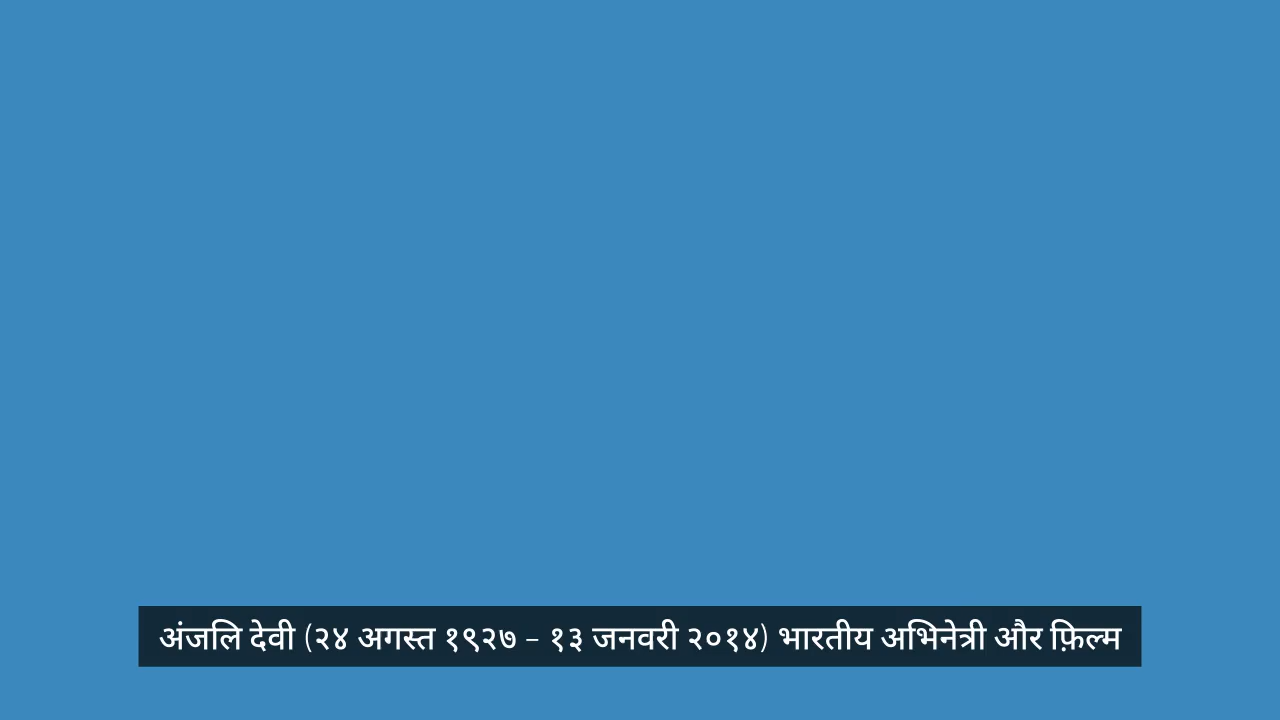 अंजलि देवी (२४ अगस्त १९२७ – १३ जनवरी २०१४) भारतीय अभिनेत्री और फ़िल्म